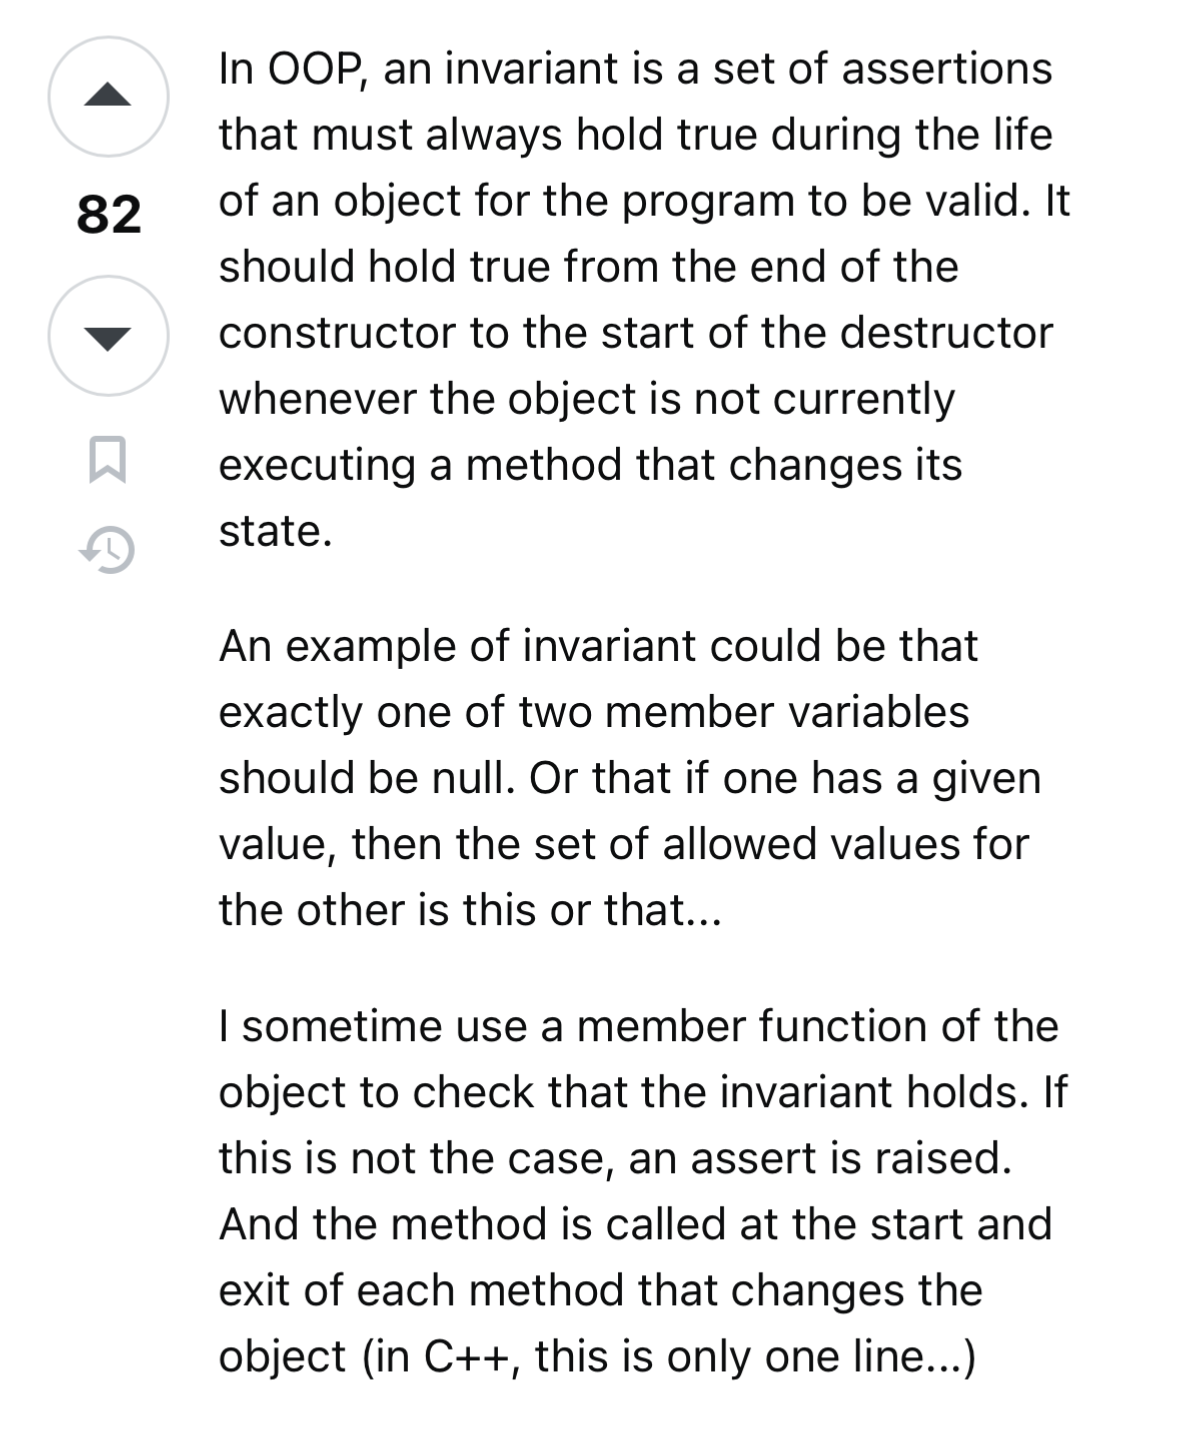 In OOP, an invariant is a set of assertions
that must always hold true during the life
82
of an object for the program to be valid. It
should hold true from the end of the
constructor to the start of the destructor
whenever the object is not currently
executing a method that changes its
state.
An example of invariant could be that
exactly one of two member variables
should be null. Or that if one has a given
value, then the set of allowed values for
the other is this or that...
I sometime use a member function of the
object to check that the invariant holds. If
this is not the case, an assert is raised.
And the method is called at the start and
exit of each method that changes the
object (in C++, this is only one line...)